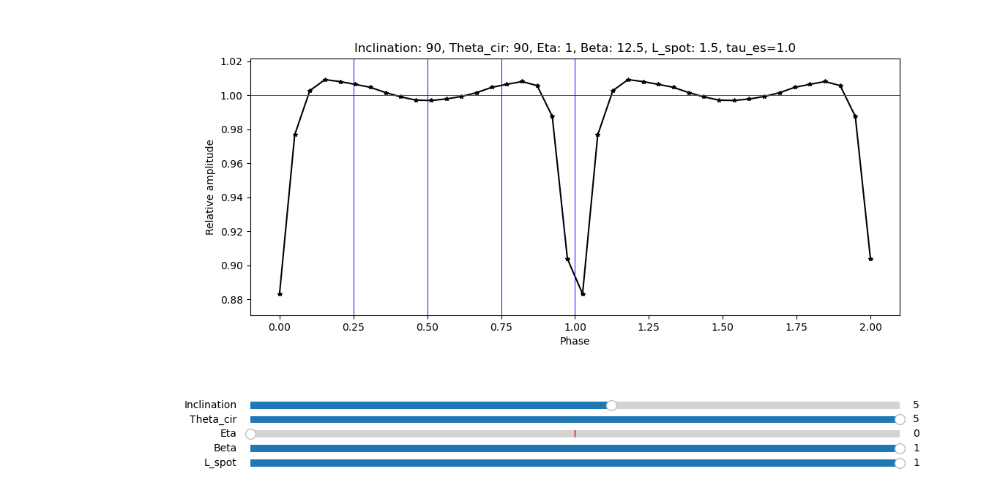 Inclination: 90, Theta_cir: 90, Eta: 1, Beta: 12.5, L_spot: 1.5, tau_es=1.0
1.02
1.00
0.98
0.96
0.94
0.92
0.90
0.88
Relative amplitude
0.00 0.25 0.50 0.75 1.00 1.25 1.50 1.75 2.00
Phase
Inclination 5
Theta_cir 5
Eta 0
Beta 1
L_spot 1